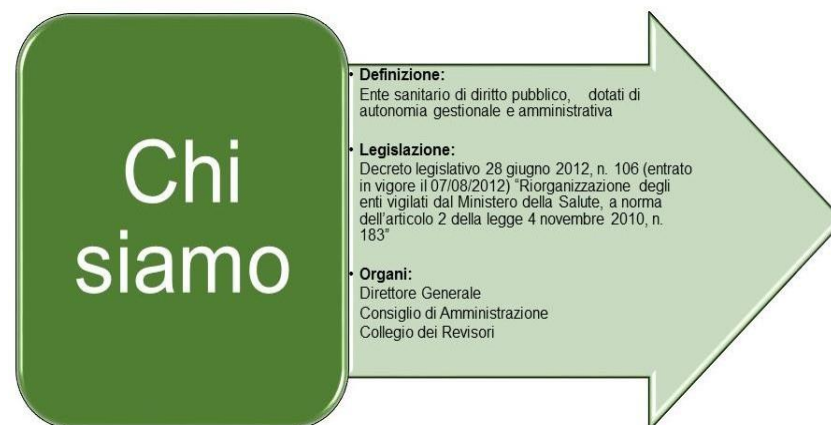 Chi
siamo
• Definizione:
Ente sanitario di diritto pubblico, dotati di
autonomia gestionale e amministrativa
• Legislazione:
Decreto legislativo 28 giugno 2012, n. 106 (entrato
in vigore il 07/08/2012) "Riorganizzazione degli
enti vigilati dal Ministero della Salute, a norma
dell'articolo 2 della legge 4 novembre 2010, n.
183"
• Organi:
Direttore Generale
Consiglio di Amministrazione
Collegio dei Revisori